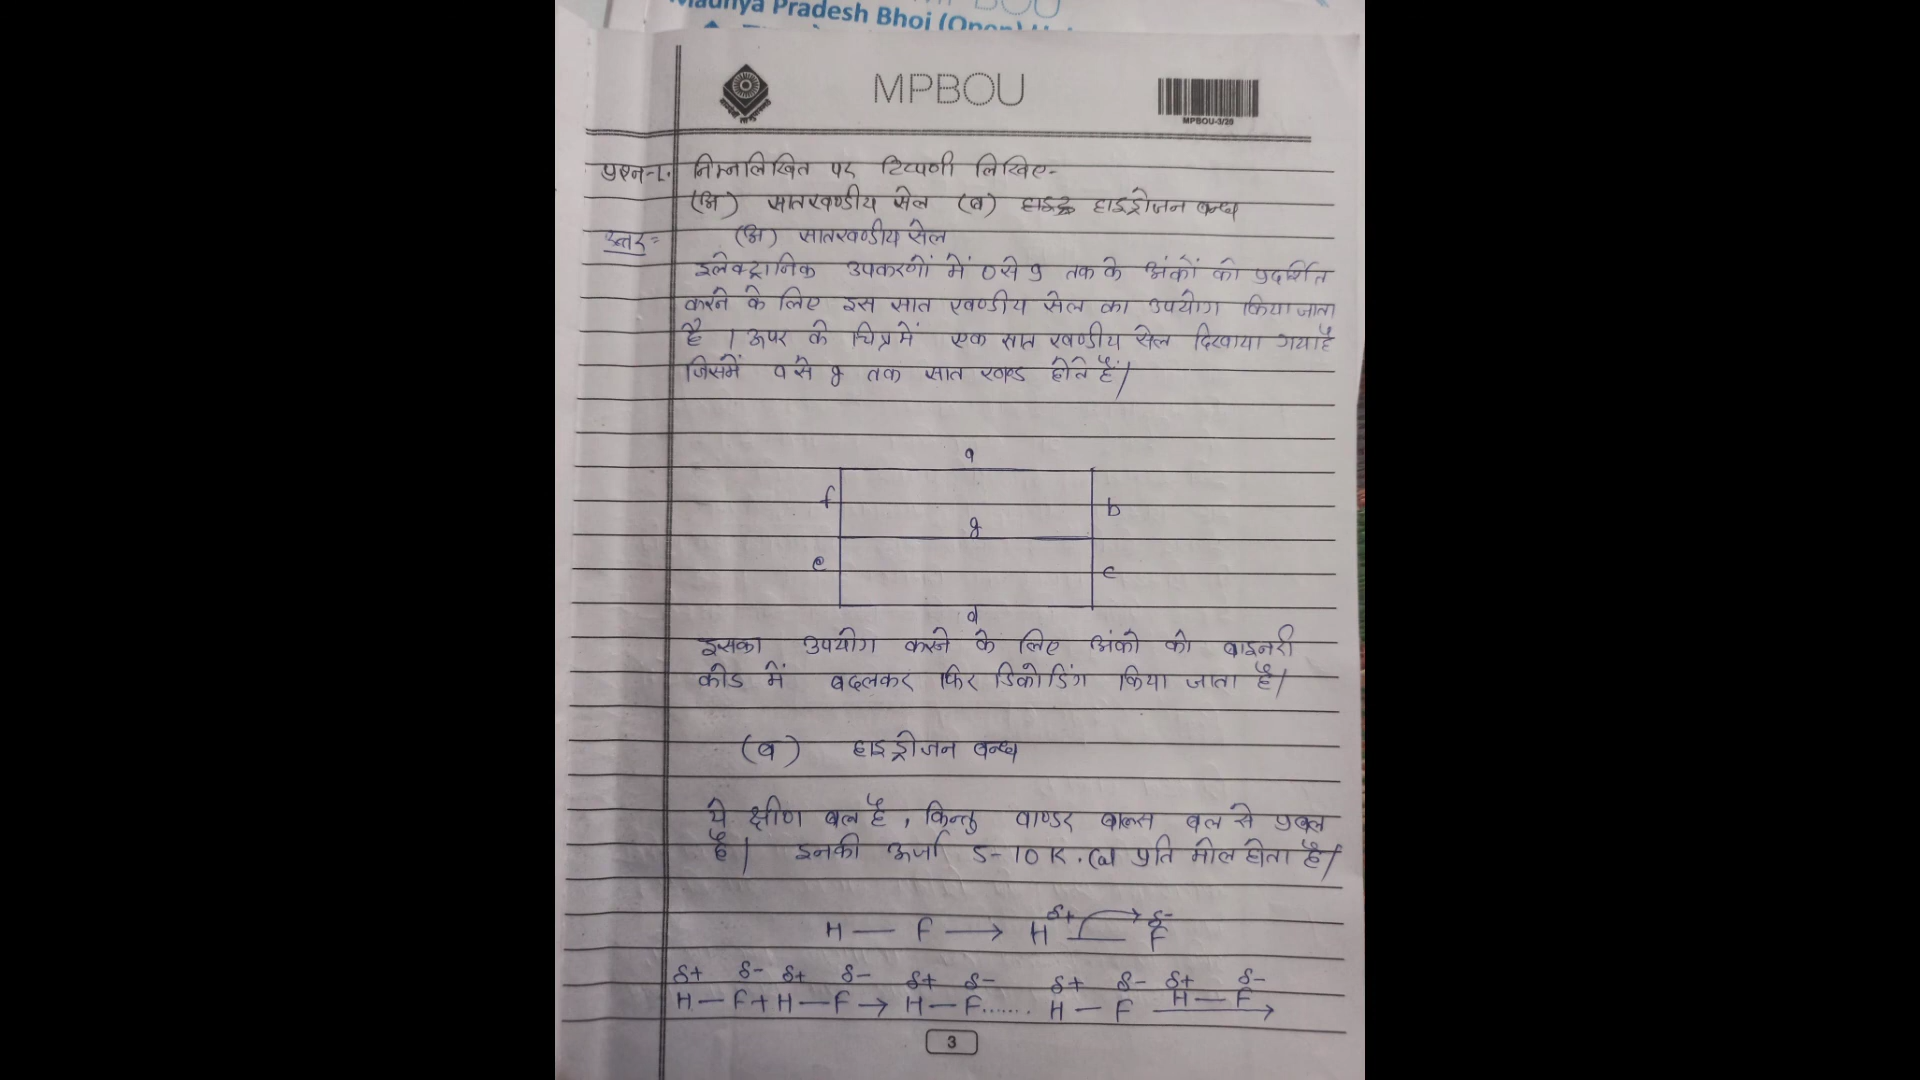 Madhya Pradesh Bhoj (Open)
MPBOU
MPBOU-3/20
प्रश्न-1. निम्नलिखित पर टिप्पणी लिखिए-
(अ) सातखण्डीय सेल (ब) हाइड्रोजन बन्ध
उत्तर= (अ) सातखण्डीय सेल
इलेक्ट्रानिक उपकरणों में 0 से 9 तक के अंकों को प्रदर्शित
करने के लिए इस सात खण्डीय सेल का उपयोग किया जाता
है । ऊपर के चित्र में एक सात खण्डीय सेल दिखाया गया है
जिसमें a से g तक सात खण्ड होते हैं।
a
f b
g
e c
d
इसका उपयोग करने के लिए अंको को बाइनरी
कोड में बदलकर फिर डिकोडिंग किया जाता है।
(ब) हाइड्रोजन बन्ध
ये क्षीण बल है, किन्तु वाण्डर वाल्स बल से प्रबल
है। इनकी ऊर्जा 5-10 K.Cal प्रति मोल होता है।
H — F → H δ+ — F δ-
δ+ δ- δ+ δ- δ+ δ- δ+ δ- δ+ δ-
H — F + H — F → H — F ...... H — F H — F →
3